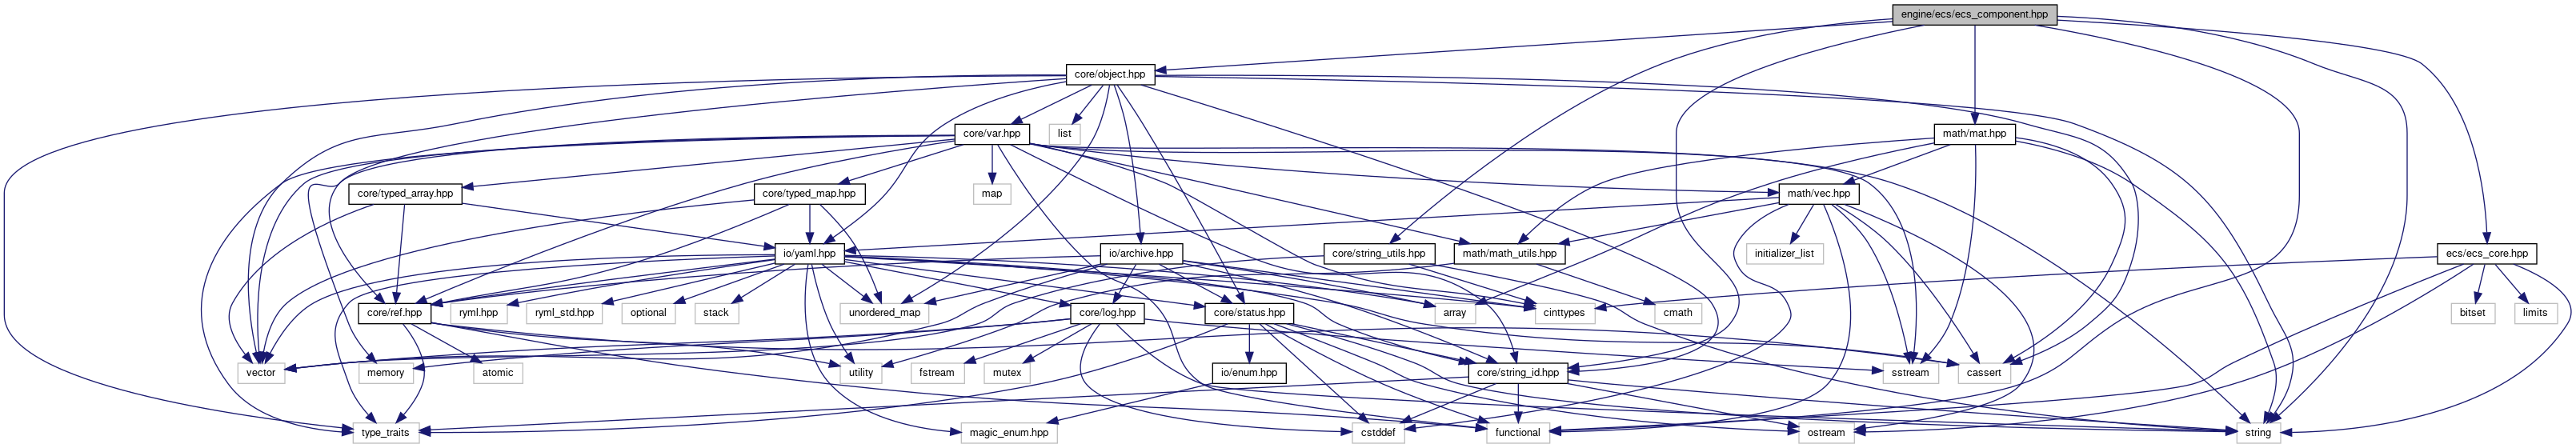 engine/ecs/ecs_component.hpp
core/object.hpp
core/var.hpp
list
math/mat.hpp
core/typed_array.hpp
core/typed_map.hpp
map
math/vec.hpp
io/yaml.hpp
io/archive.hpp
core/string_utils.hpp
math/math_utils.hpp
initializer_list
ecs/ecs_core.hpp
core/ref.hpp
ryml.hpp
ryml_std.hpp
optional
stack
unordered_map
core/log.hpp
core/status.hpp
array
cinttypes
cmath
bitset
limits
vector
memory
atomic
utility
fstream
mutex
io/enum.hpp
core/string_id.hpp
sstream
cassert
type_traits
magic_enum.hpp
cstddef
functional
ostream
string